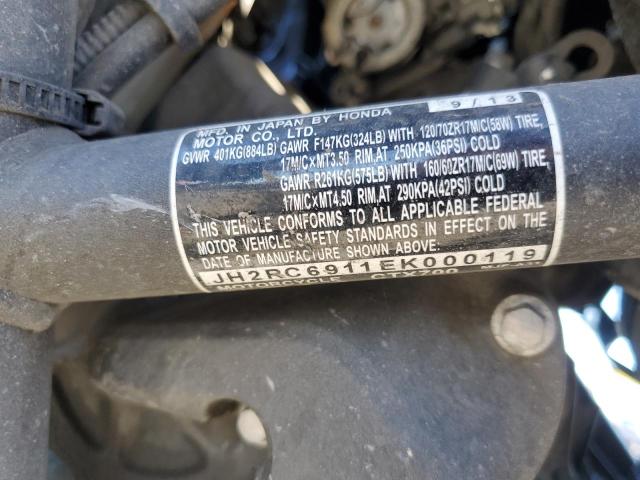 MFD. IN JAPAN BY HONDA 9/13
MOTOR CO., LTD.
GVWR 401KG(884LB) GAWR F147KG(324LB) WITH 120/70ZR17M/C(58W) TIRE,
17M/C×MT3.50 RIM,AT 250KPA(36PSI) COLD
GAWR R261KG(575LB) WITH 160/60ZR17M/C(69W) TIRE,
17M/C×MT4.50 RIM,AT 290KPA(42PSI) COLD
THIS VEHICLE CONFORMS TO ALL APPLICABLE FEDERAL
MOTOR VEHICLE SAFETY STANDARDS IN EFFECT ON THE
DATE OF MANUFACTURE SHOWN ABOVE.
JH2RC6911EK000119
MOTORCYCLE CTX700